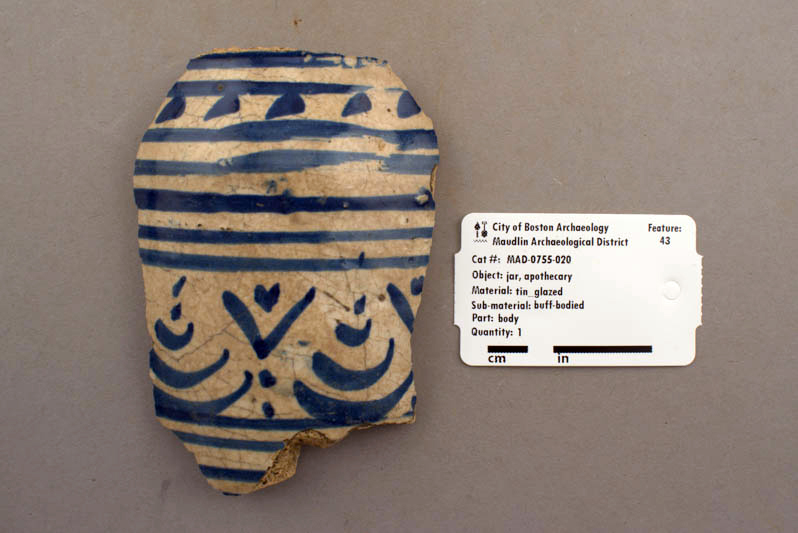 City of Boston Archaeology
Maudlin Archaeological District
Feature:
43
Cat #: MAD-0755-020
Object: jar, apothecary
Material: tin_glazed
Sub-material: buff-bodied
Part: body
Quantity: 1
cm in